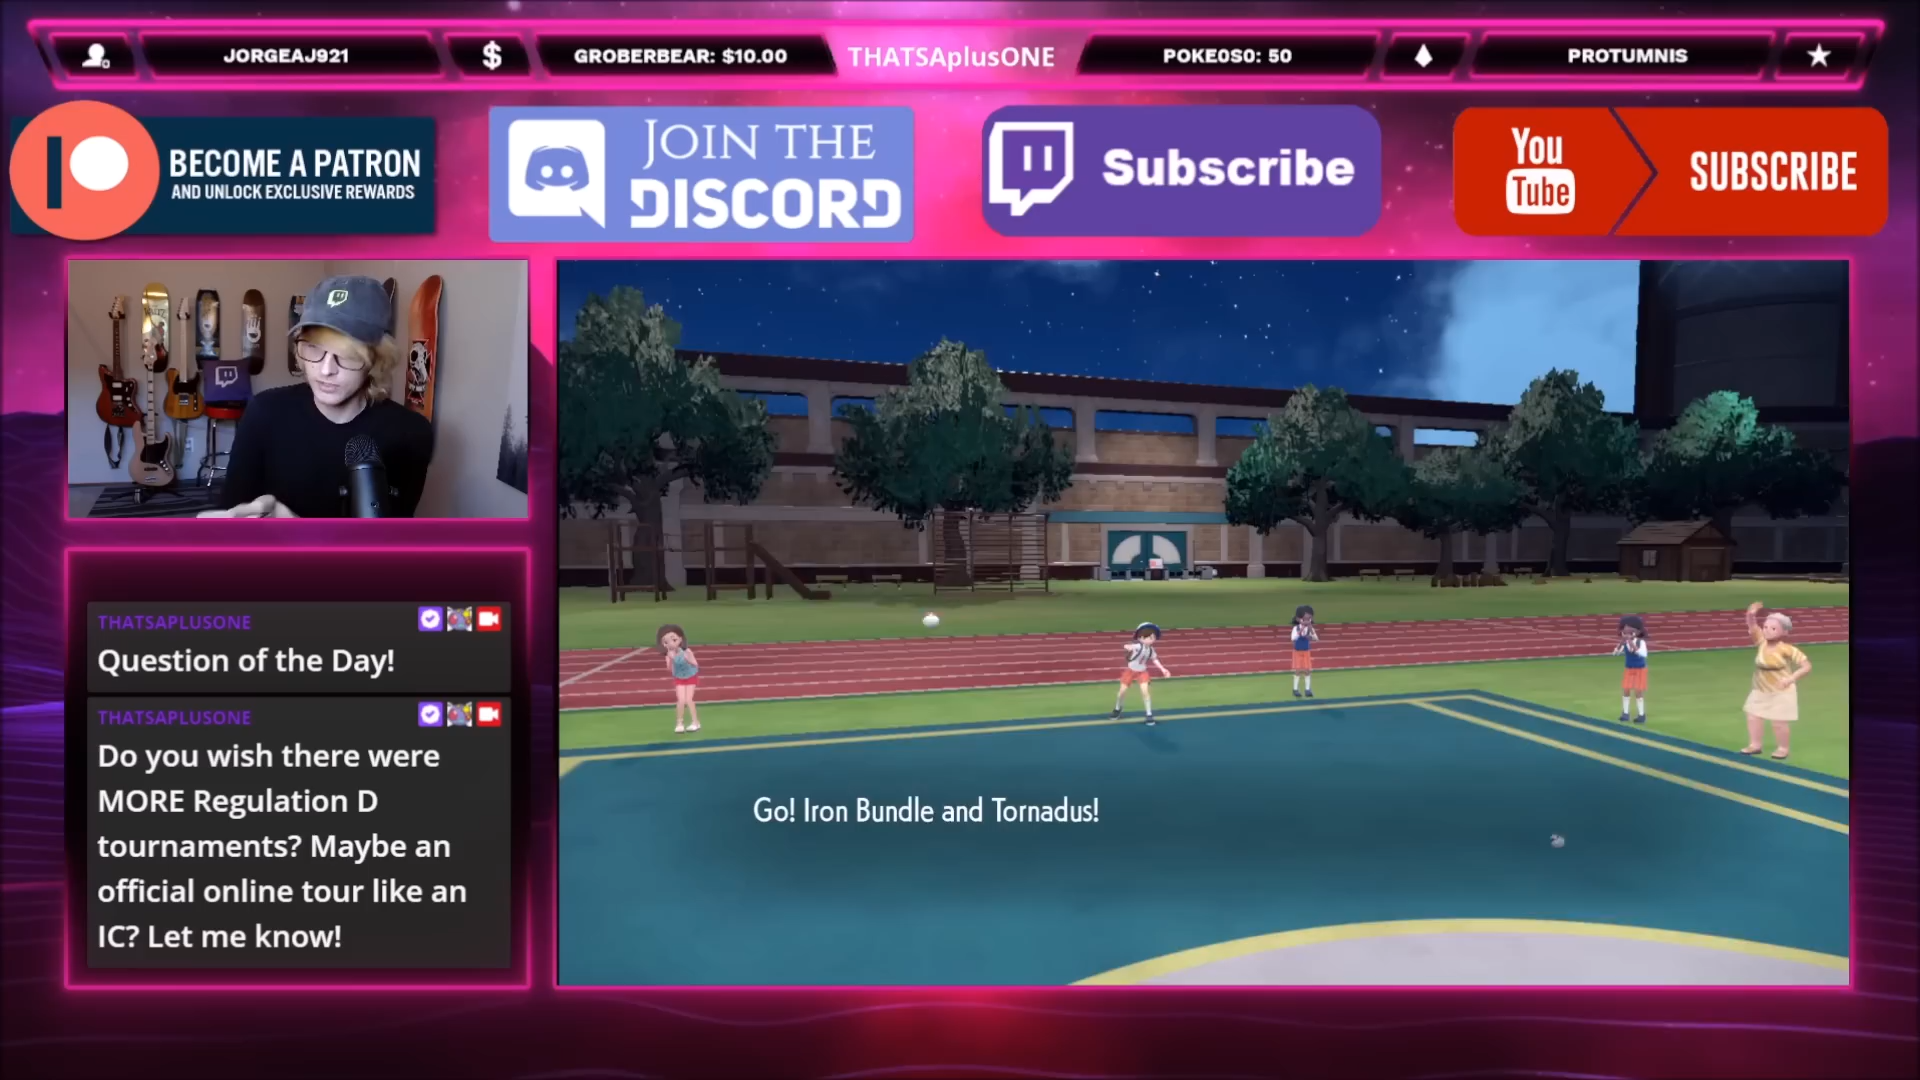 JORGEAJ921
$
GROBERBEAR: $10.00
THATSAplusONE
POKE0S0: 50
PROTUMNIS
BECOME A PATRON
AND UNLOCK EXCLUSIVE REWARDS
JOIN THE
DISCORD
Subscribe
You
Tube
SUBSCRIBE
THATSAPLUSONE
Question of the Day!
THATSAPLUSONE
Do you wish there were
MORE Regulation D
tournaments? Maybe an
official online tour like an
IC? Let me know!
Go! Iron Bundle and Tornadus!